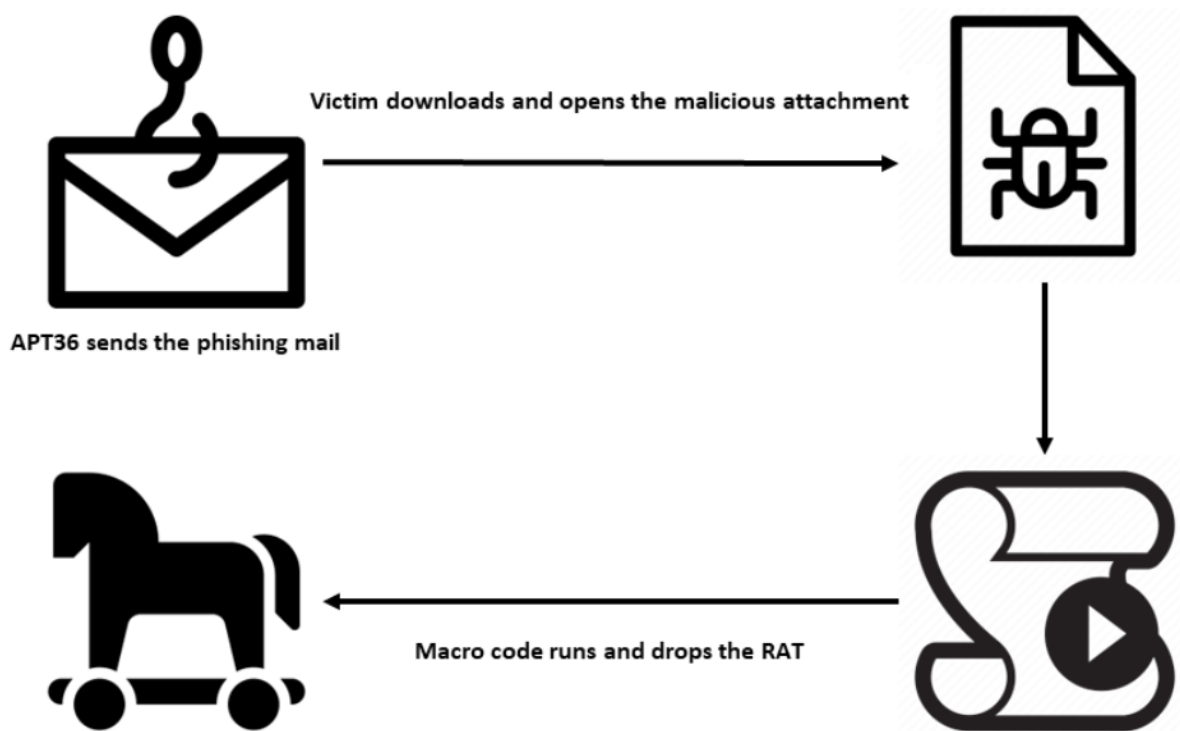 Victim downloads and opens the malicious attachment
APT36 sends the phishing mail
Macro code runs and drops the RAT